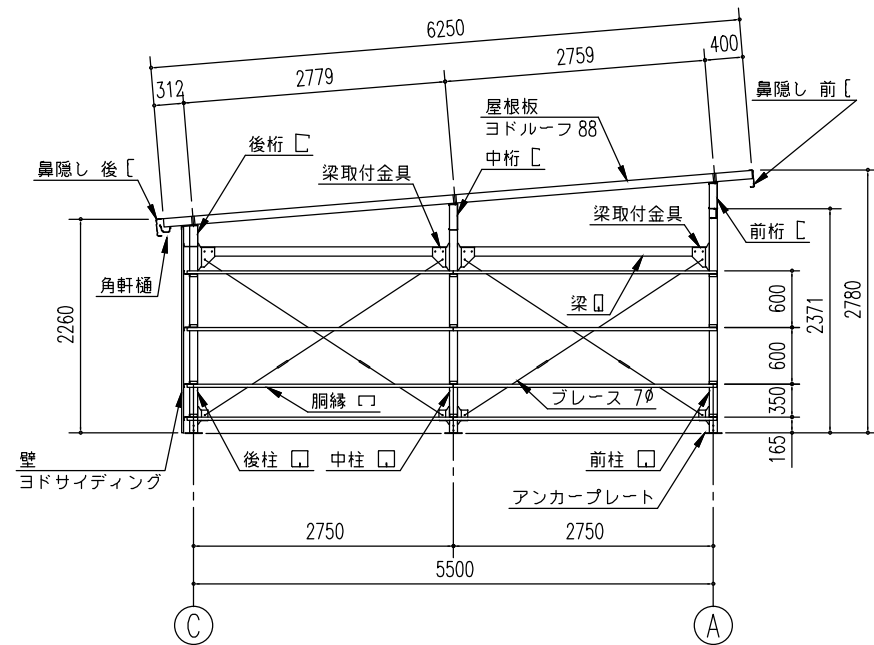 6250
312
2779
2759
400
鼻隠し 前
屋根板
ヨドルーフ 88
後桁
中桁
鼻隠し 後
梁取付金具
梁取付金具
前桁
角軒樋
梁
2260
600
600
350
165
2371
2780
胴縁
ブレース 7φ
壁
ヨドサイディング
後柱
中柱
前柱
アンカープレート
2750
2750
5500
C
A